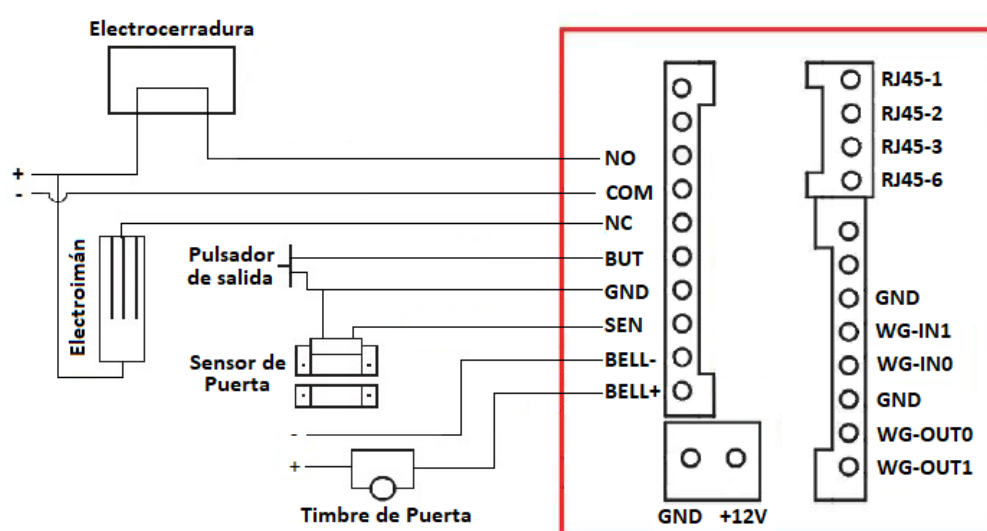 Electrocerradura
+
-
Electroimán
Pulsador
de salida
Sensor de
Puerta
-
-
-
-
-
+
Timbre de Puerta
NO
COM
NC
BUT
GND
SEN
BELL-
BELL+
GND +12V
RJ45-1
RJ45-2
RJ45-3
RJ45-6
GND
WG-IN1
WG-IN0
GND
WG-OUT0
WG-OUT1